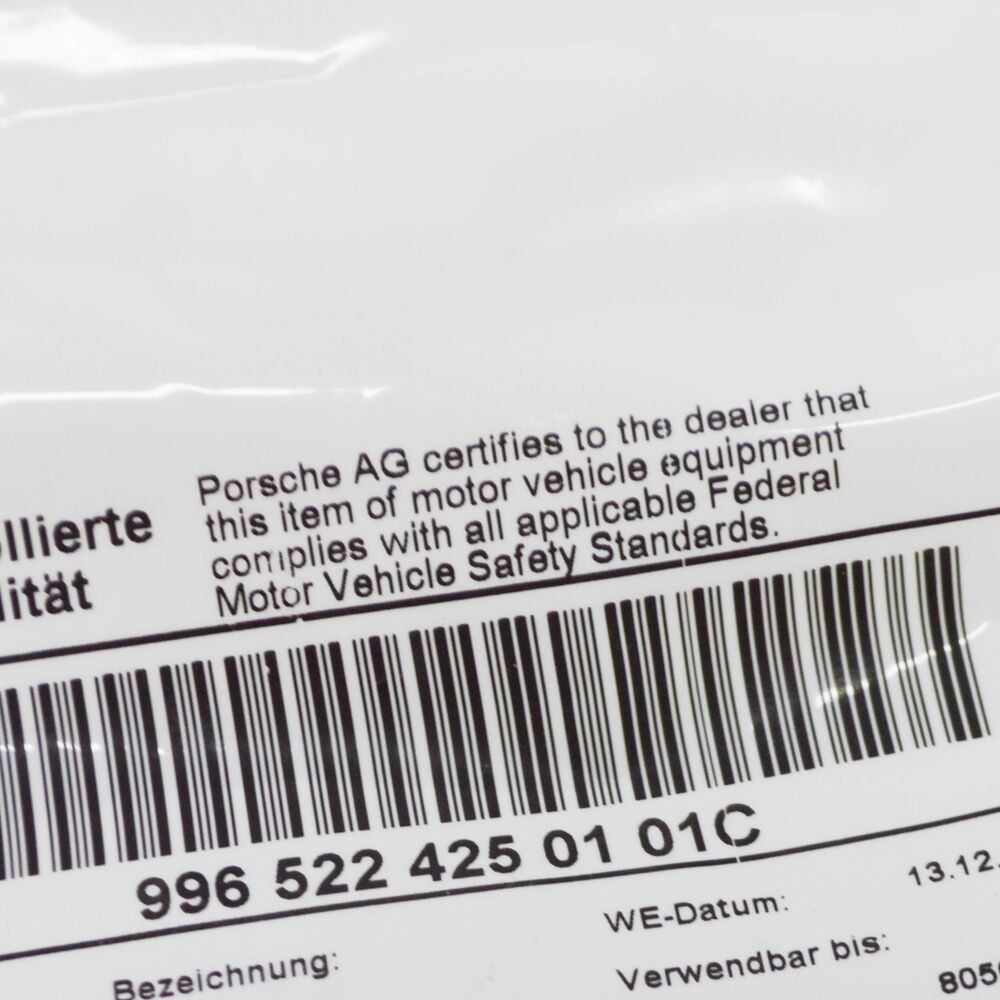 Porsche AG certifies to the dealer that
this item of motor vehicle equipment
complies with all applicable Federal
Motor Vehicle Safety Standards.
llierte
lität
996 522 425 01 01C
WE-Datum:
13.12.
Bezeichnung:
Verwendbar bis:
805